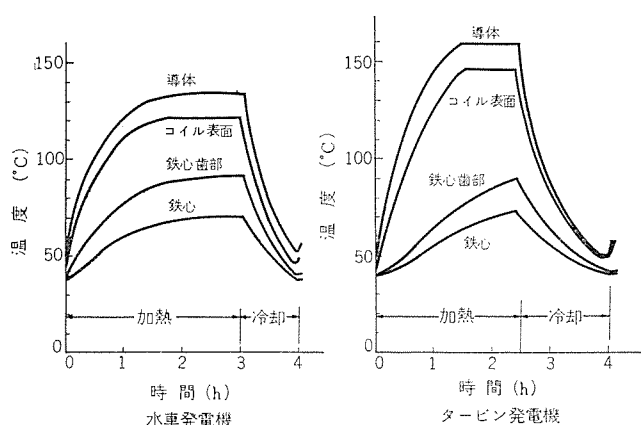 150
100
50
0
温度 (°C)
導体
コイル表面
鉄心歯部
鉄心
加熱
冷却
0 1 2 3 4
時間 (h)
水車発電機
150
100
50
0
温度 (°C)
導体
コイル表面
鉄心歯部
鉄心
加熱
冷却
0 1 2 3 4
時間 (h)
タービン発電機